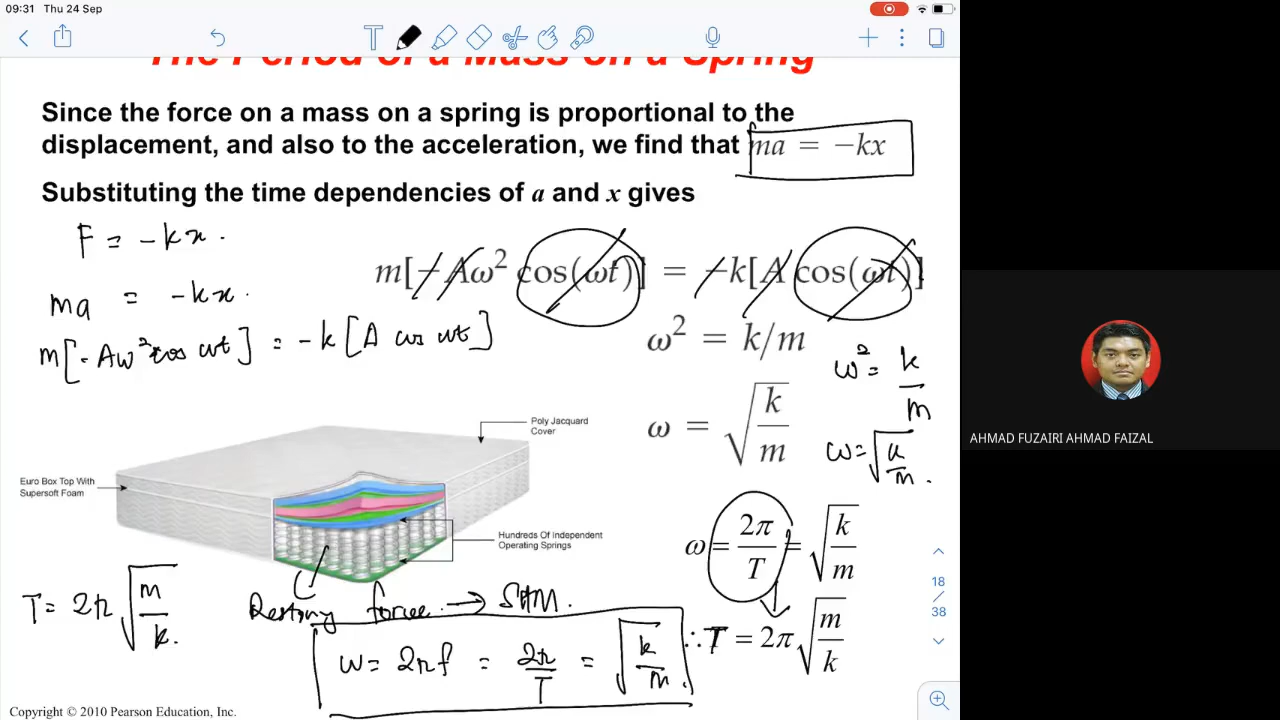 09:31 Thu 24 Sep
The Period of a Mass on a Spring
Since the force on a mass on a spring is proportional to the
displacement, and also to the acceleration, we find that ma = −kx
Substituting the time dependencies of a and x gives
F = -kx.
m[−Aω² cos(ωt)] = −k[A cos(ωt)]
ma = -kx.
m[-Aω² cos ωt] = -k [A cos ωt]
ω² = k/m
ω² = k/m
ω = √(k/m)
ω = √(k/m).
Poly Jacquard
Cover
Euro Box Top With
Supersoft Foam
Hundreds Of Independent
Operating Springs
ω = 2π/T = √(k/m)
18
/
38
T = 2π √(m/k).
Restoring force → SHM.
∴ T = 2π√(m/k)
ω = 2πf = 2π/T = √(k/m).
Copyright © 2010 Pearson Education, Inc.
AHMAD FUZAIRI AHMAD FAIZAL